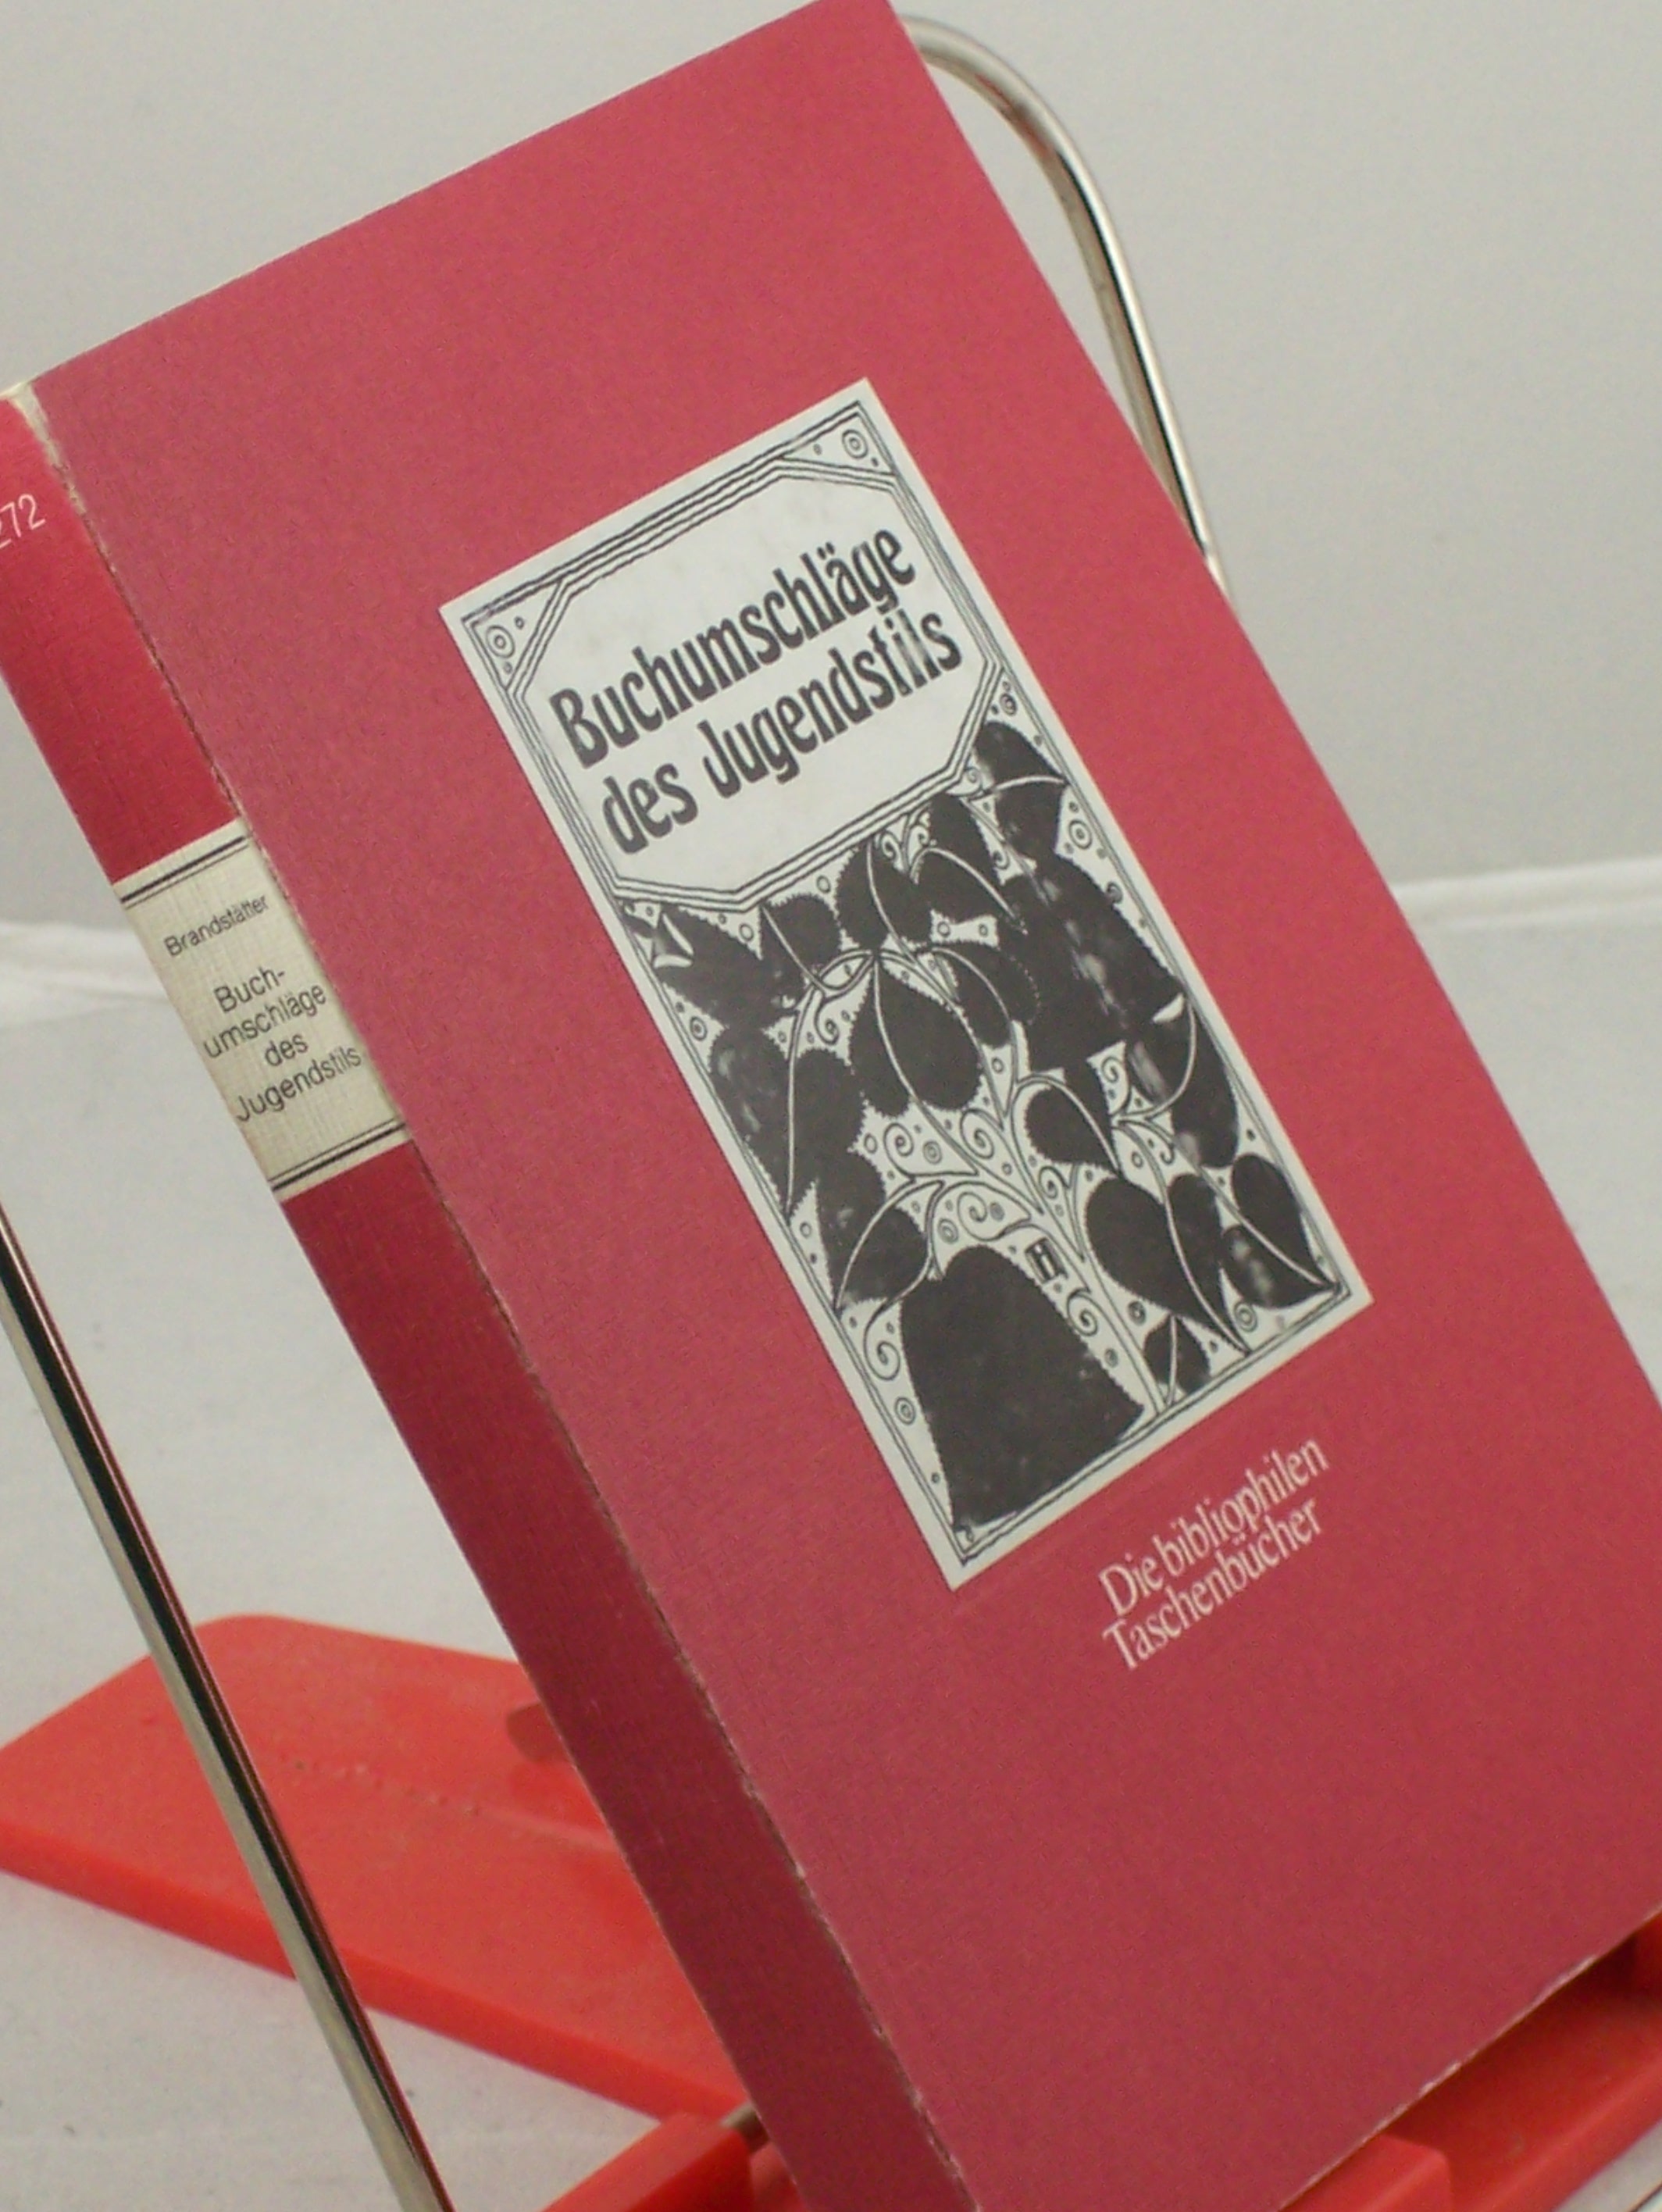 272
Brandstätter
Buch-
umschläge
des
Jugendstils
Buchumschläge
des Jugendstils
H
Die bibliophilen
Taschenbücher